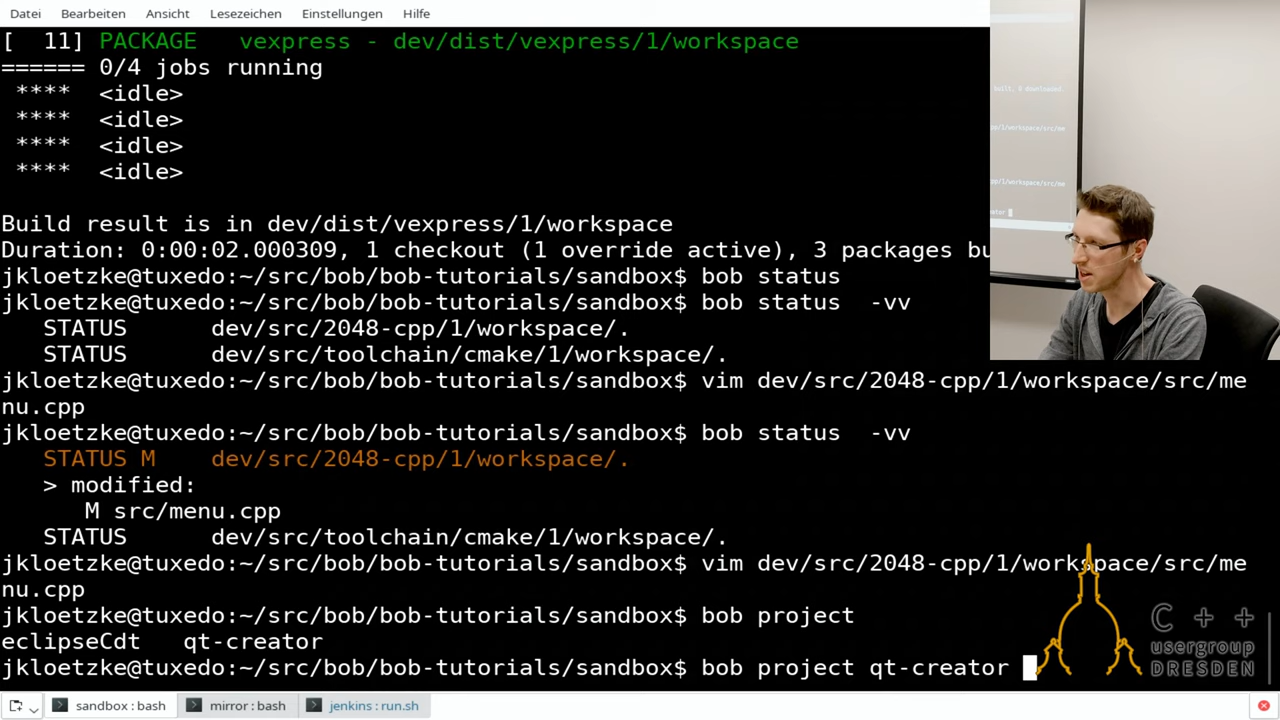 Datei Bearbeiten Ansicht Lesezeichen Einstellungen Hilfe
[  11] PACKAGE   vexpress - dev/dist/vexpress/1/workspace
====== 0/4 jobs running
 ****  <idle>
 ****  <idle>
 ****  <idle>
 ****  <idle>
Build result is in dev/dist/vexpress/1/workspace
Duration: 0:00:02.000309, 1 checkout (1 override active), 3 packages bu
jkloetzke@tuxedo:~/src/bob/bob-tutorials/sandbox$ bob status
jkloetzke@tuxedo:~/src/bob/bob-tutorials/sandbox$ bob status  -vv
   STATUS      dev/src/2048-cpp/1/workspace/.
   STATUS      dev/src/toolchain/cmake/1/workspace/.
jkloetzke@tuxedo:~/src/bob/bob-tutorials/sandbox$ vim dev/src/2048-cpp/1/workspace/src/me
nu.cpp
jkloetzke@tuxedo:~/src/bob/bob-tutorials/sandbox$ bob status  -vv
   STATUS M    dev/src/2048-cpp/1/workspace/.
   > modified:
      M src/menu.cpp
   STATUS      dev/src/toolchain/cmake/1/workspace/.
jkloetzke@tuxedo:~/src/bob/bob-tutorials/sandbox$ vim dev/src/2048-cpp/1/workspace/src/me
nu.cpp
jkloetzke@tuxedo:~/src/bob/bob-tutorials/sandbox$ bob project
eclipseCdt   qt-creator
jkloetzke@tuxedo:~/src/bob/bob-tutorials/sandbox$ bob project qt-creator
C + +
usergroup
DRESDEN
sandbox : bash mirror : bash jenkins : run.sh